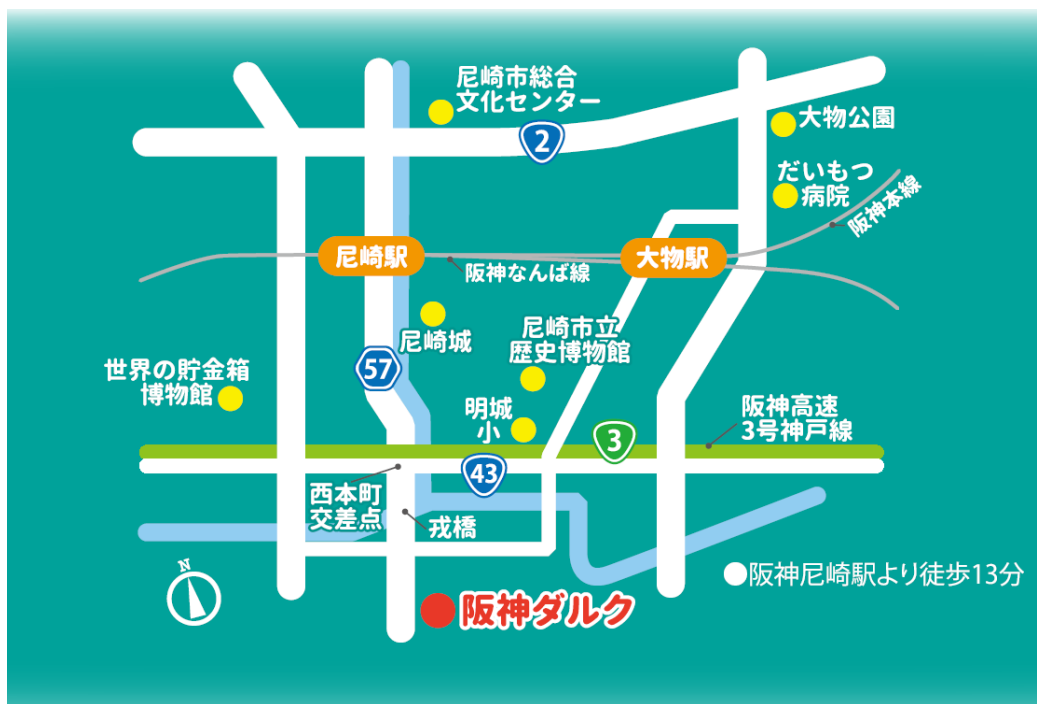 尼崎市総合
文化センター
2
大物公園
だいもつ
病院
阪神本線
尼崎駅
大物駅
阪神なんば線
尼崎城
尼崎市立
歴史博物館
57
世界の貯金箱
博物館
明城
小
阪神高速
3号神戸線
3
43
西本町
交差点
戎橋
N
●阪神尼崎駅より徒歩13分
阪神ダルク